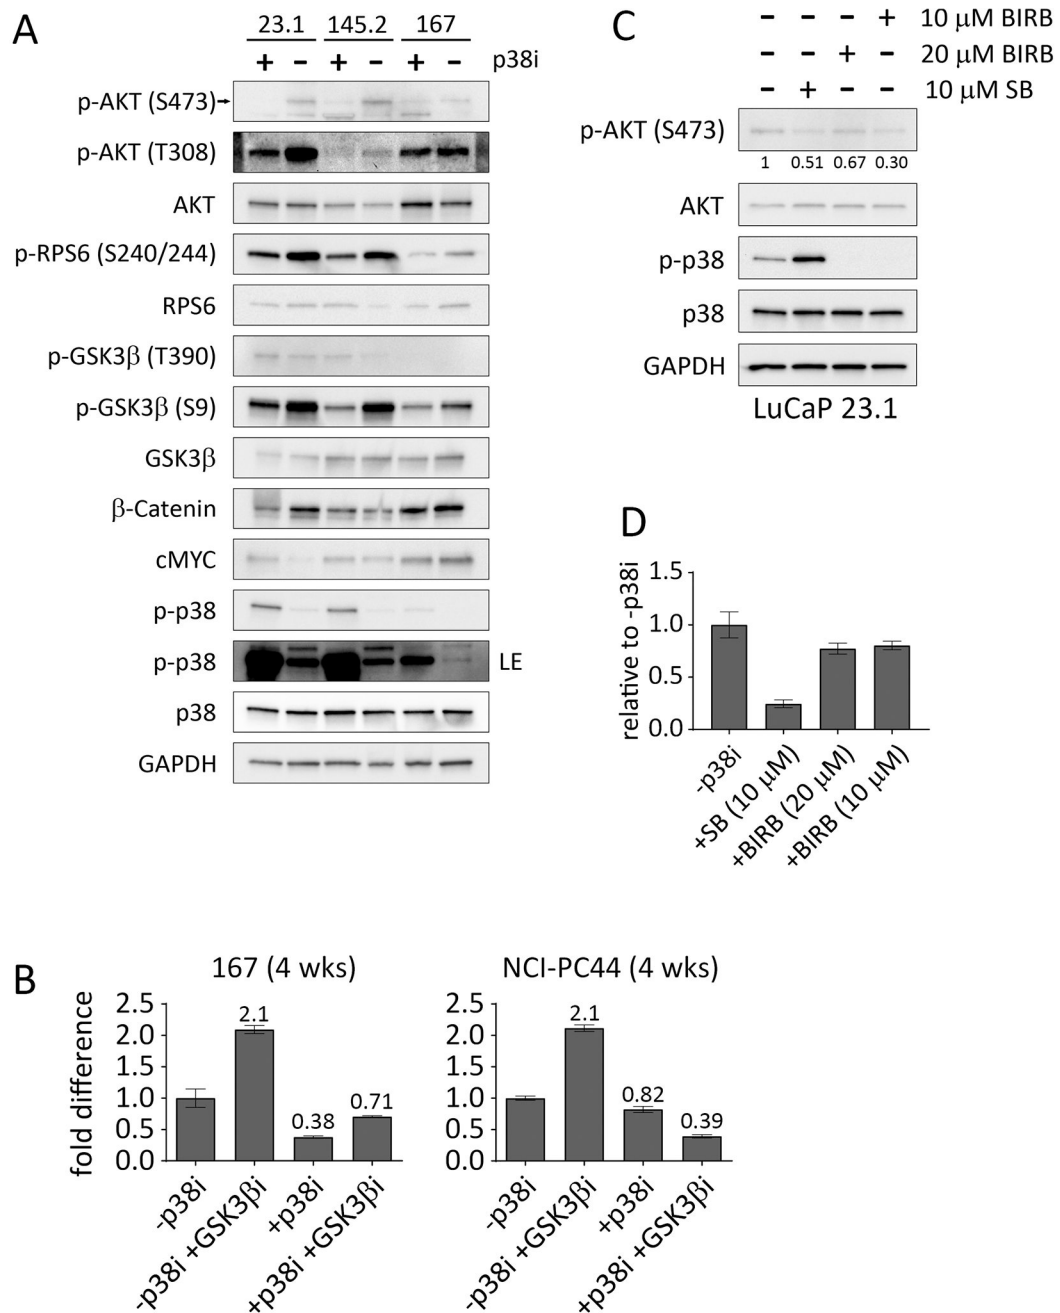 A
23.1 145.2 167
+ − + − + − p38i
p-AKT (S473)
p-AKT (T308)
AKT
p-RPS6 (S240/244)
RPS6
p-GSK3β (T390)
p-GSK3β (S9)
GSK3β
β-Catenin
cMYC
p-p38
p-p38 LE
p38
GAPDH
C
− − − + 10 µM BIRB
− − + − 20 µM BIRB
− + − − 10 µM SB
p-AKT (S473)
1 0.51 0.67 0.30
AKT
p-p38
p38
GAPDH
LuCaP 23.1
D
relative to -p38i
1.5
1.0
0.5
0.0
-p38i
+SB (10 µM)
+BIRB (20 µM)
+BIRB (10 µM)
B
167 (4 wks)
fold difference
2.5
2.0
1.5
1.0
0.5
0.0
2.1
0.38
0.71
-p38i
-p38i +GSK3βi
+p38i
+p38i +GSK3βi
NCI-PC44 (4 wks)
2.5
2.0
1.5
1.0
0.5
0.0
2.1
0.82
0.39
-p38i
-p38i +GSK3βi
+p38i
+p38i +GSK3βi